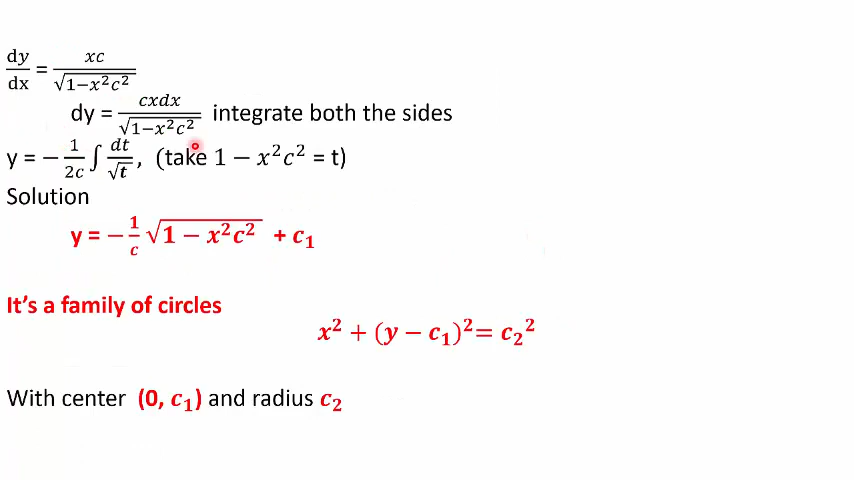 dy/dx = xc/√(1−x²c²)
dy = cxdx/√(1−x²c²) integrate both the sides
y = −1/2c ∫ dt/√t, (take 1 − x²c² = t)
Solution
y = −1/c √(1 − x²c²) + c₁
It’s a family of circles
x² + (y − c₁)²= c₂²
With center (0, c₁) and radius c₂